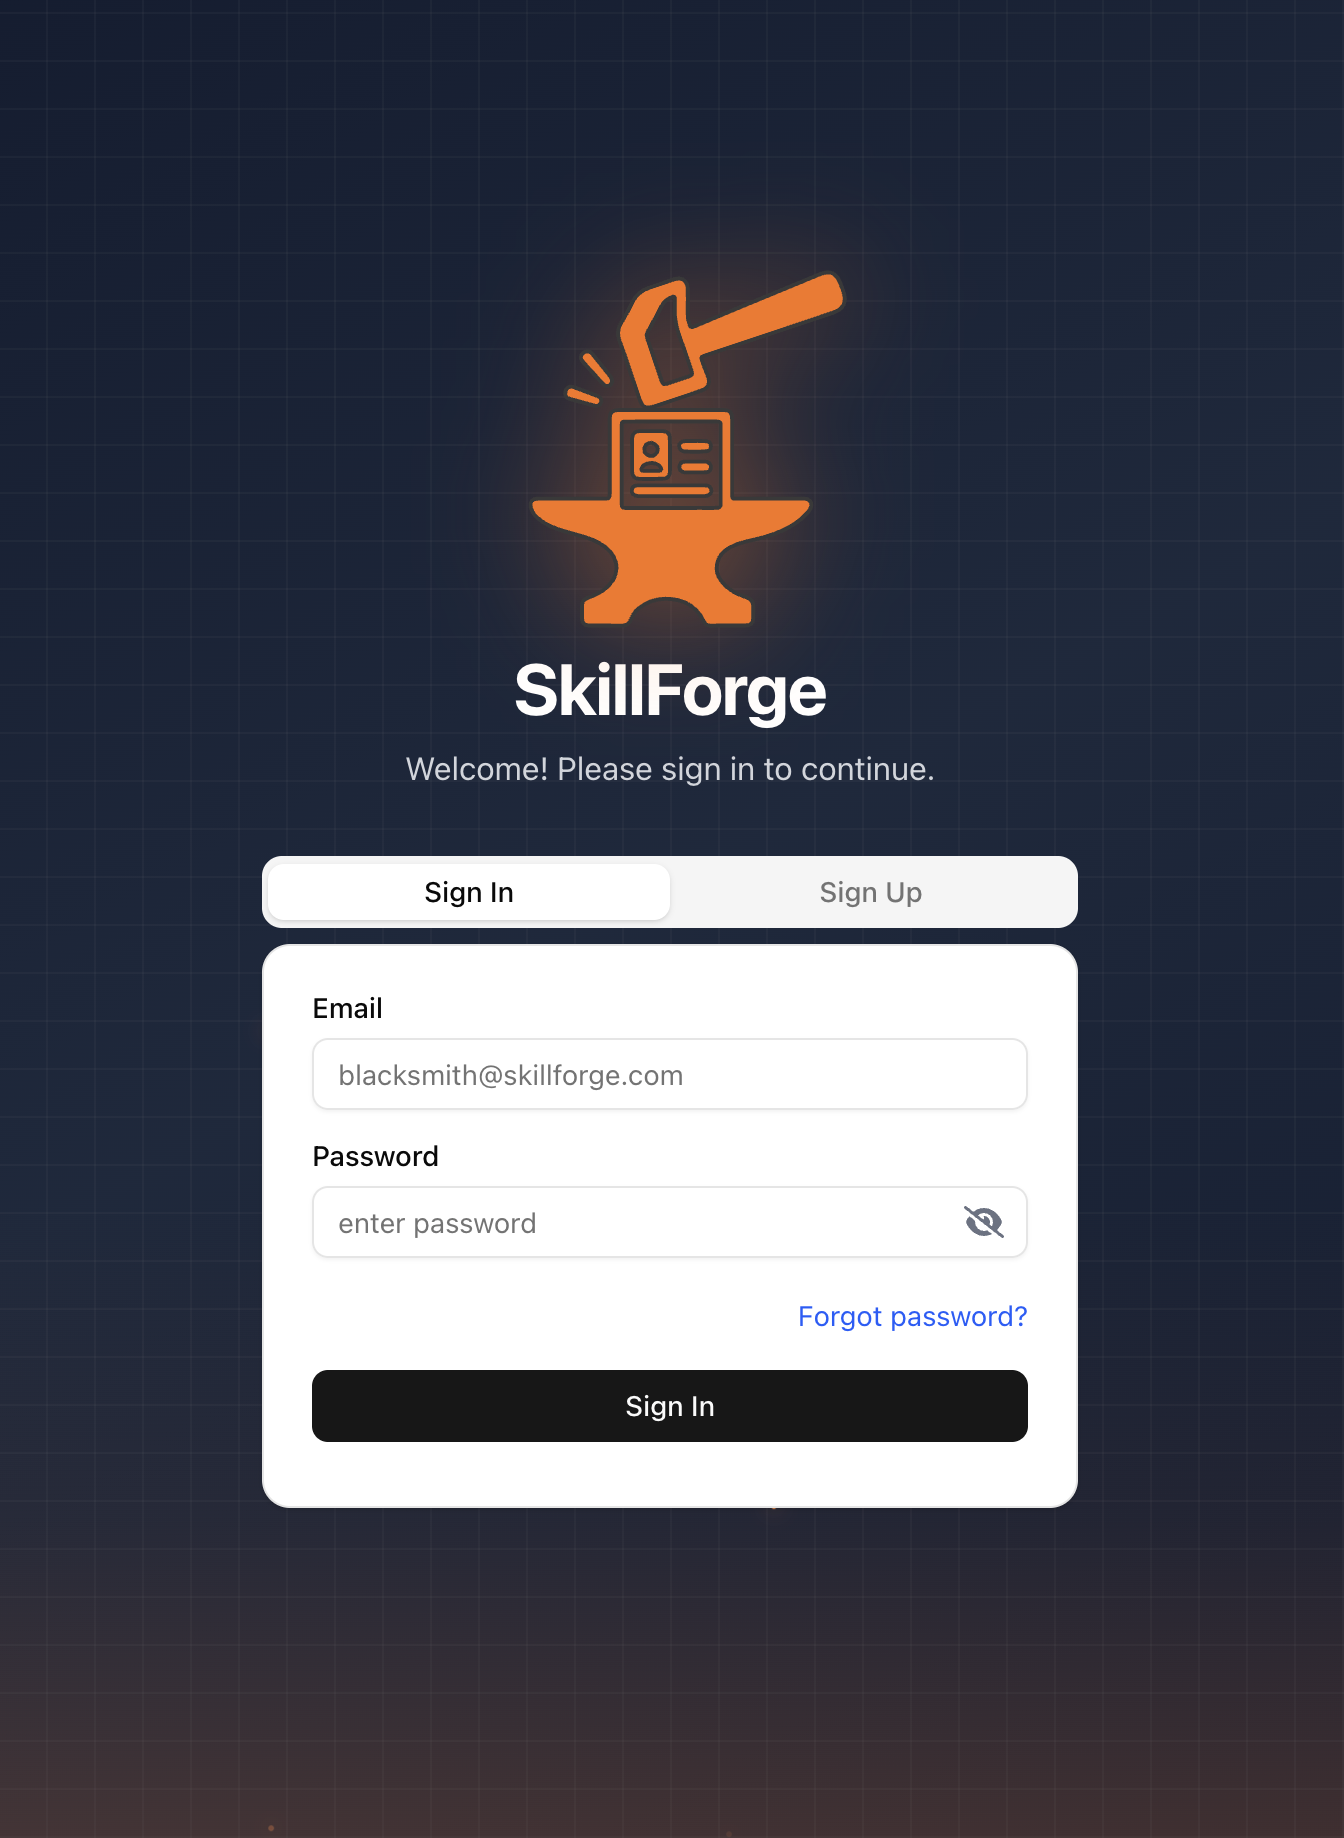 SkillForge
Welcome! Please sign in to continue.
Sign In
Sign Up
Email
blacksmith@skillforge.com
Password
enter password
Forgot password?
Sign In